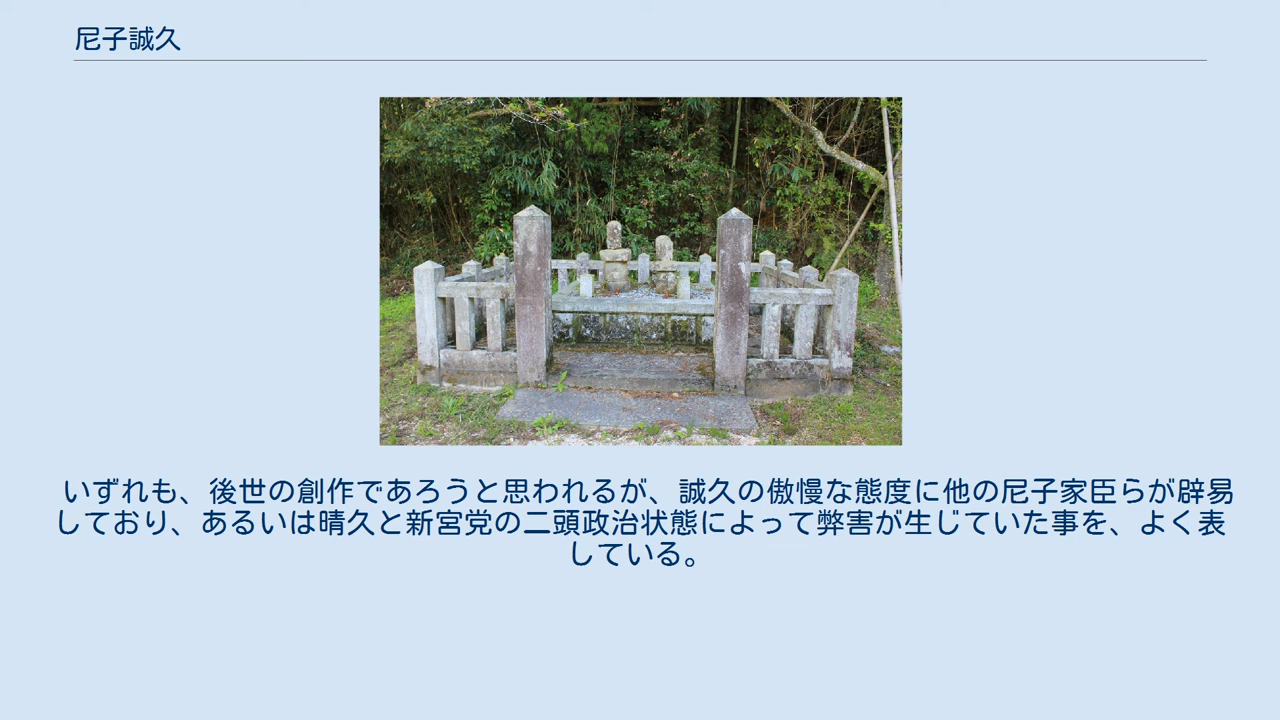 尼子誠久
いずれも、後世の創作であろうと思われるが、誠久の傲慢な態度に他の尼子家臣らが辟易
しており、あるいは晴久と新宮党の二頭政治状態によって弊害が生じていた事を、よく表
している。